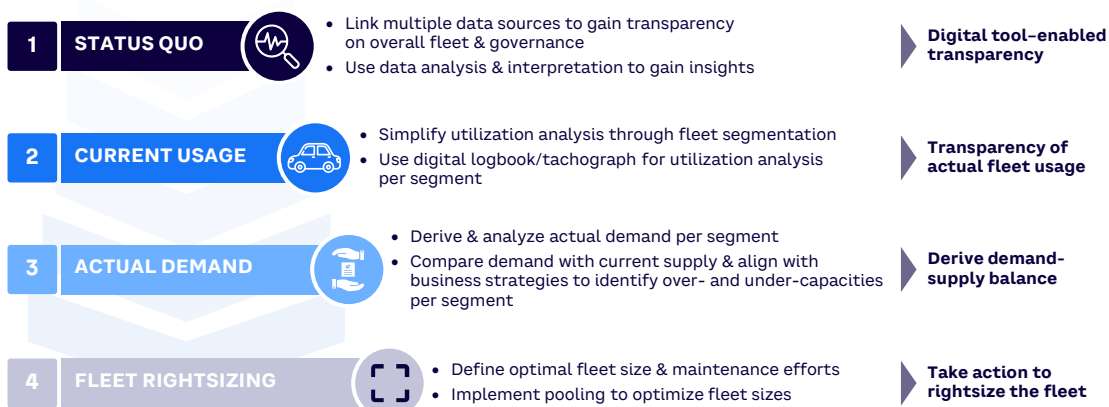 1
STATUS QUO
• Link multiple data sources to gain transparency
on overall fleet & governance
• Use data analysis & interpretation to gain insights
Digital tool-enabled
transparency
2
CURRENT USAGE
• Simplify utilization analysis through fleet segmentation
• Use digital logbook/tachograph for utilization analysis
per segment
Transparency of
actual fleet usage
3
ACTUAL DEMAND
• Derive & analyze actual demand per segment
• Compare demand with current supply & align with
business strategies to identify over- and under-capacities
per segment
Derive demand-
supply balance
4
FLEET RIGHTSIZING
• Define optimal fleet size & maintenance efforts
• Implement pooling to optimize fleet sizes
Take action to
rightsize the fleet